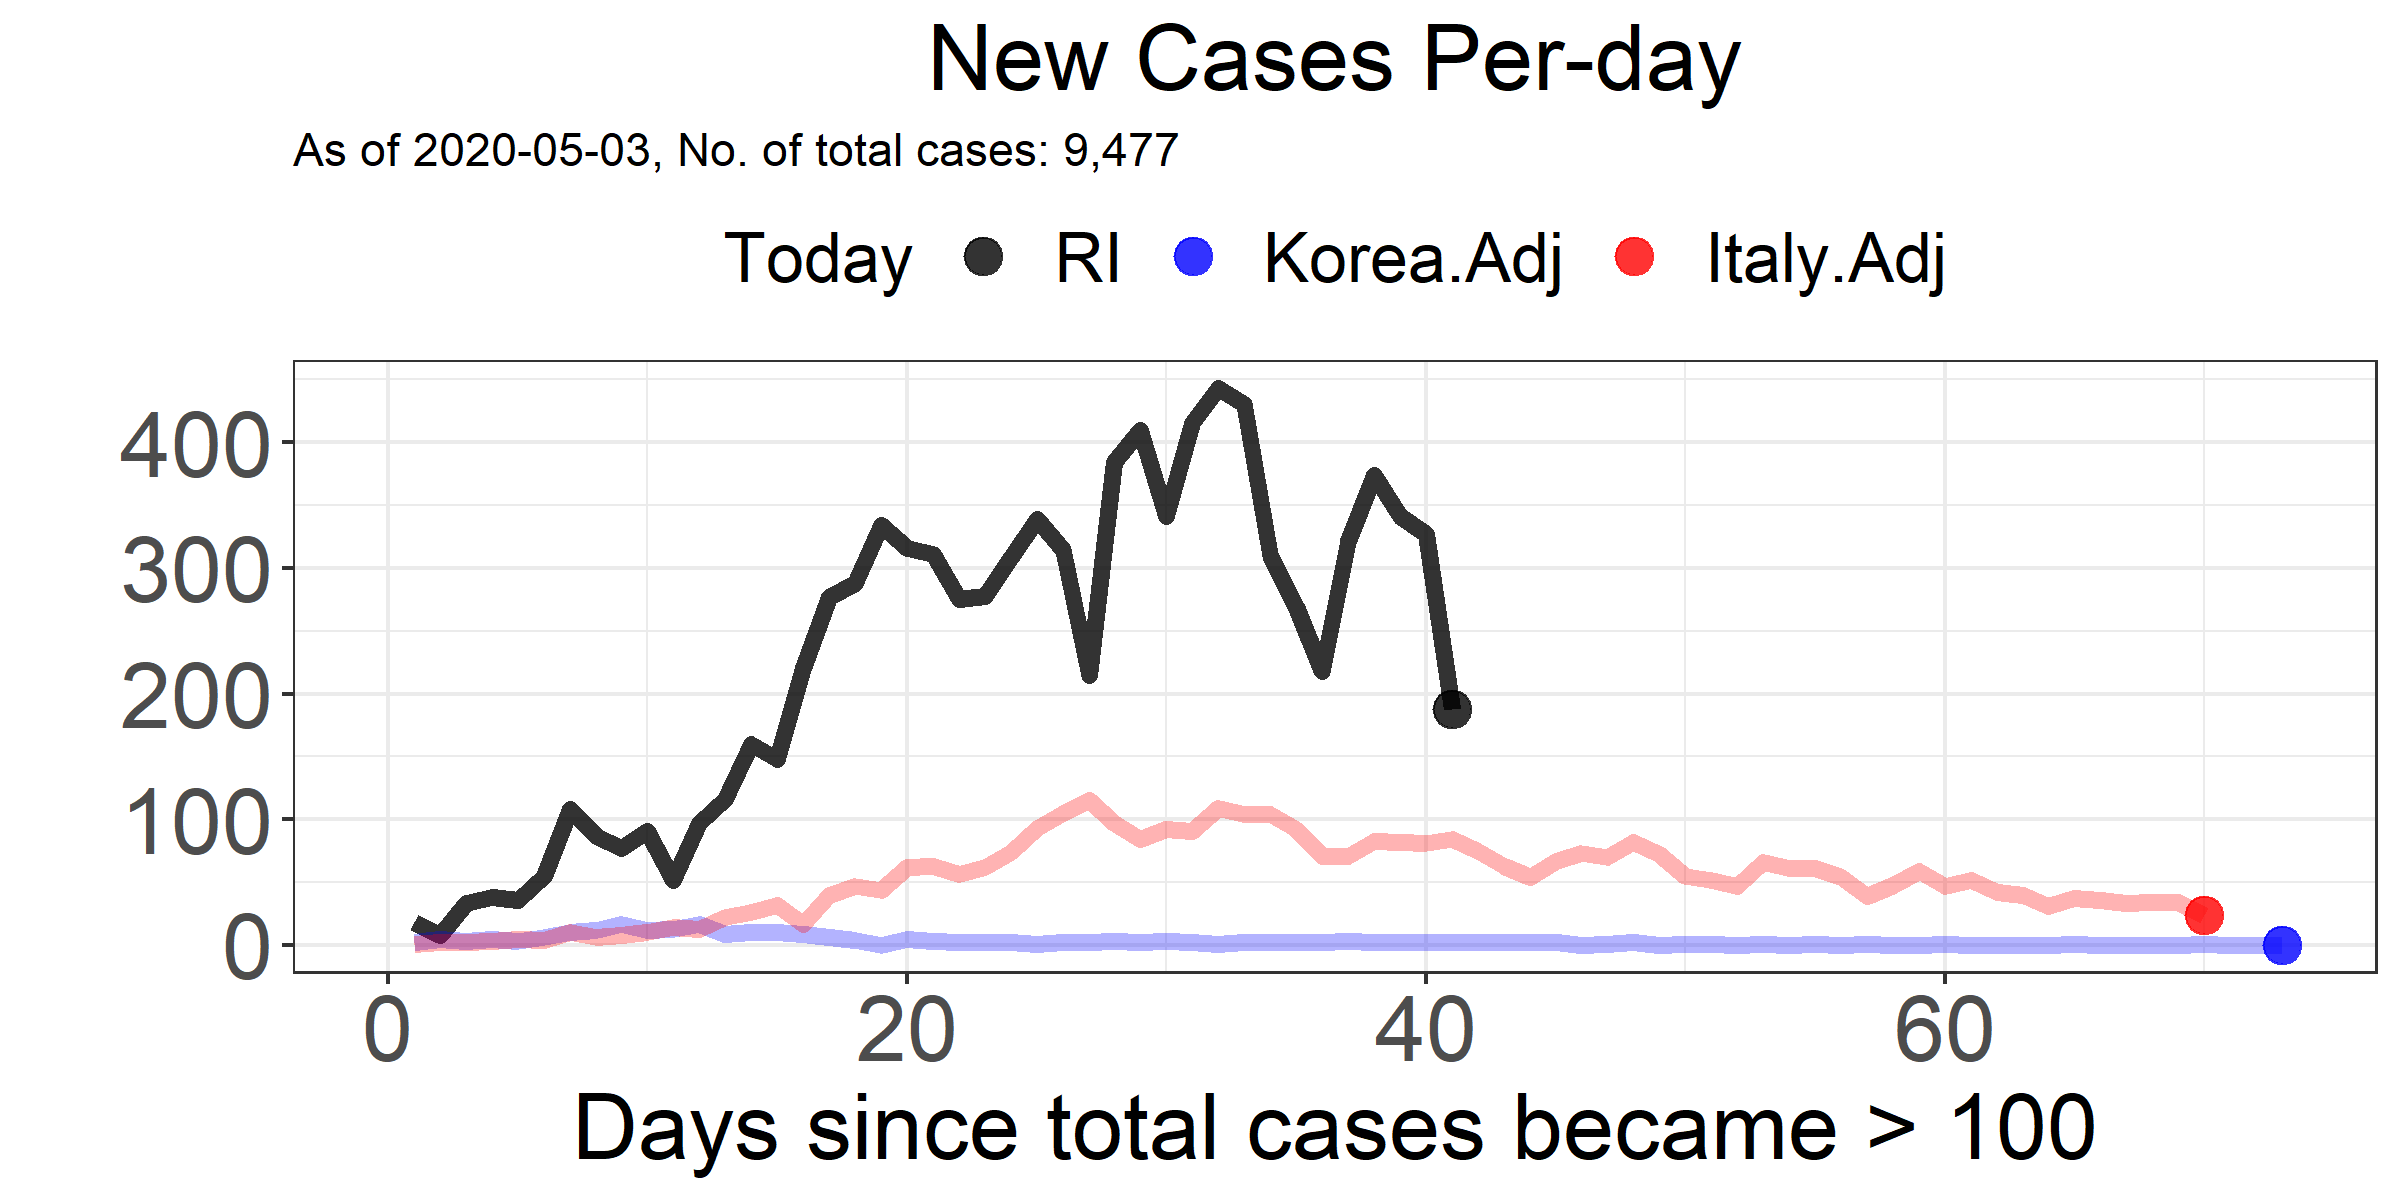 New Cases Per-day
As of 2020-05-03, No. of total cases: 9,477
Today RI Korea.Adj Italy.Adj
400
300
200
100
0
0 20 40 60
Days since total cases became > 100